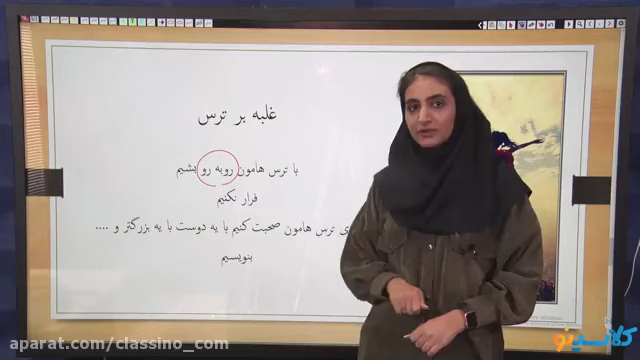 غلبه بر ترس
با ترس هامون روبه رو بشیم
فرار نکنیم
ی ترس هامون صحبت کنیم با یه دوست با یه بزرگتر و ....
بنویسیم
کلاسینو
aparat.com/classino_com